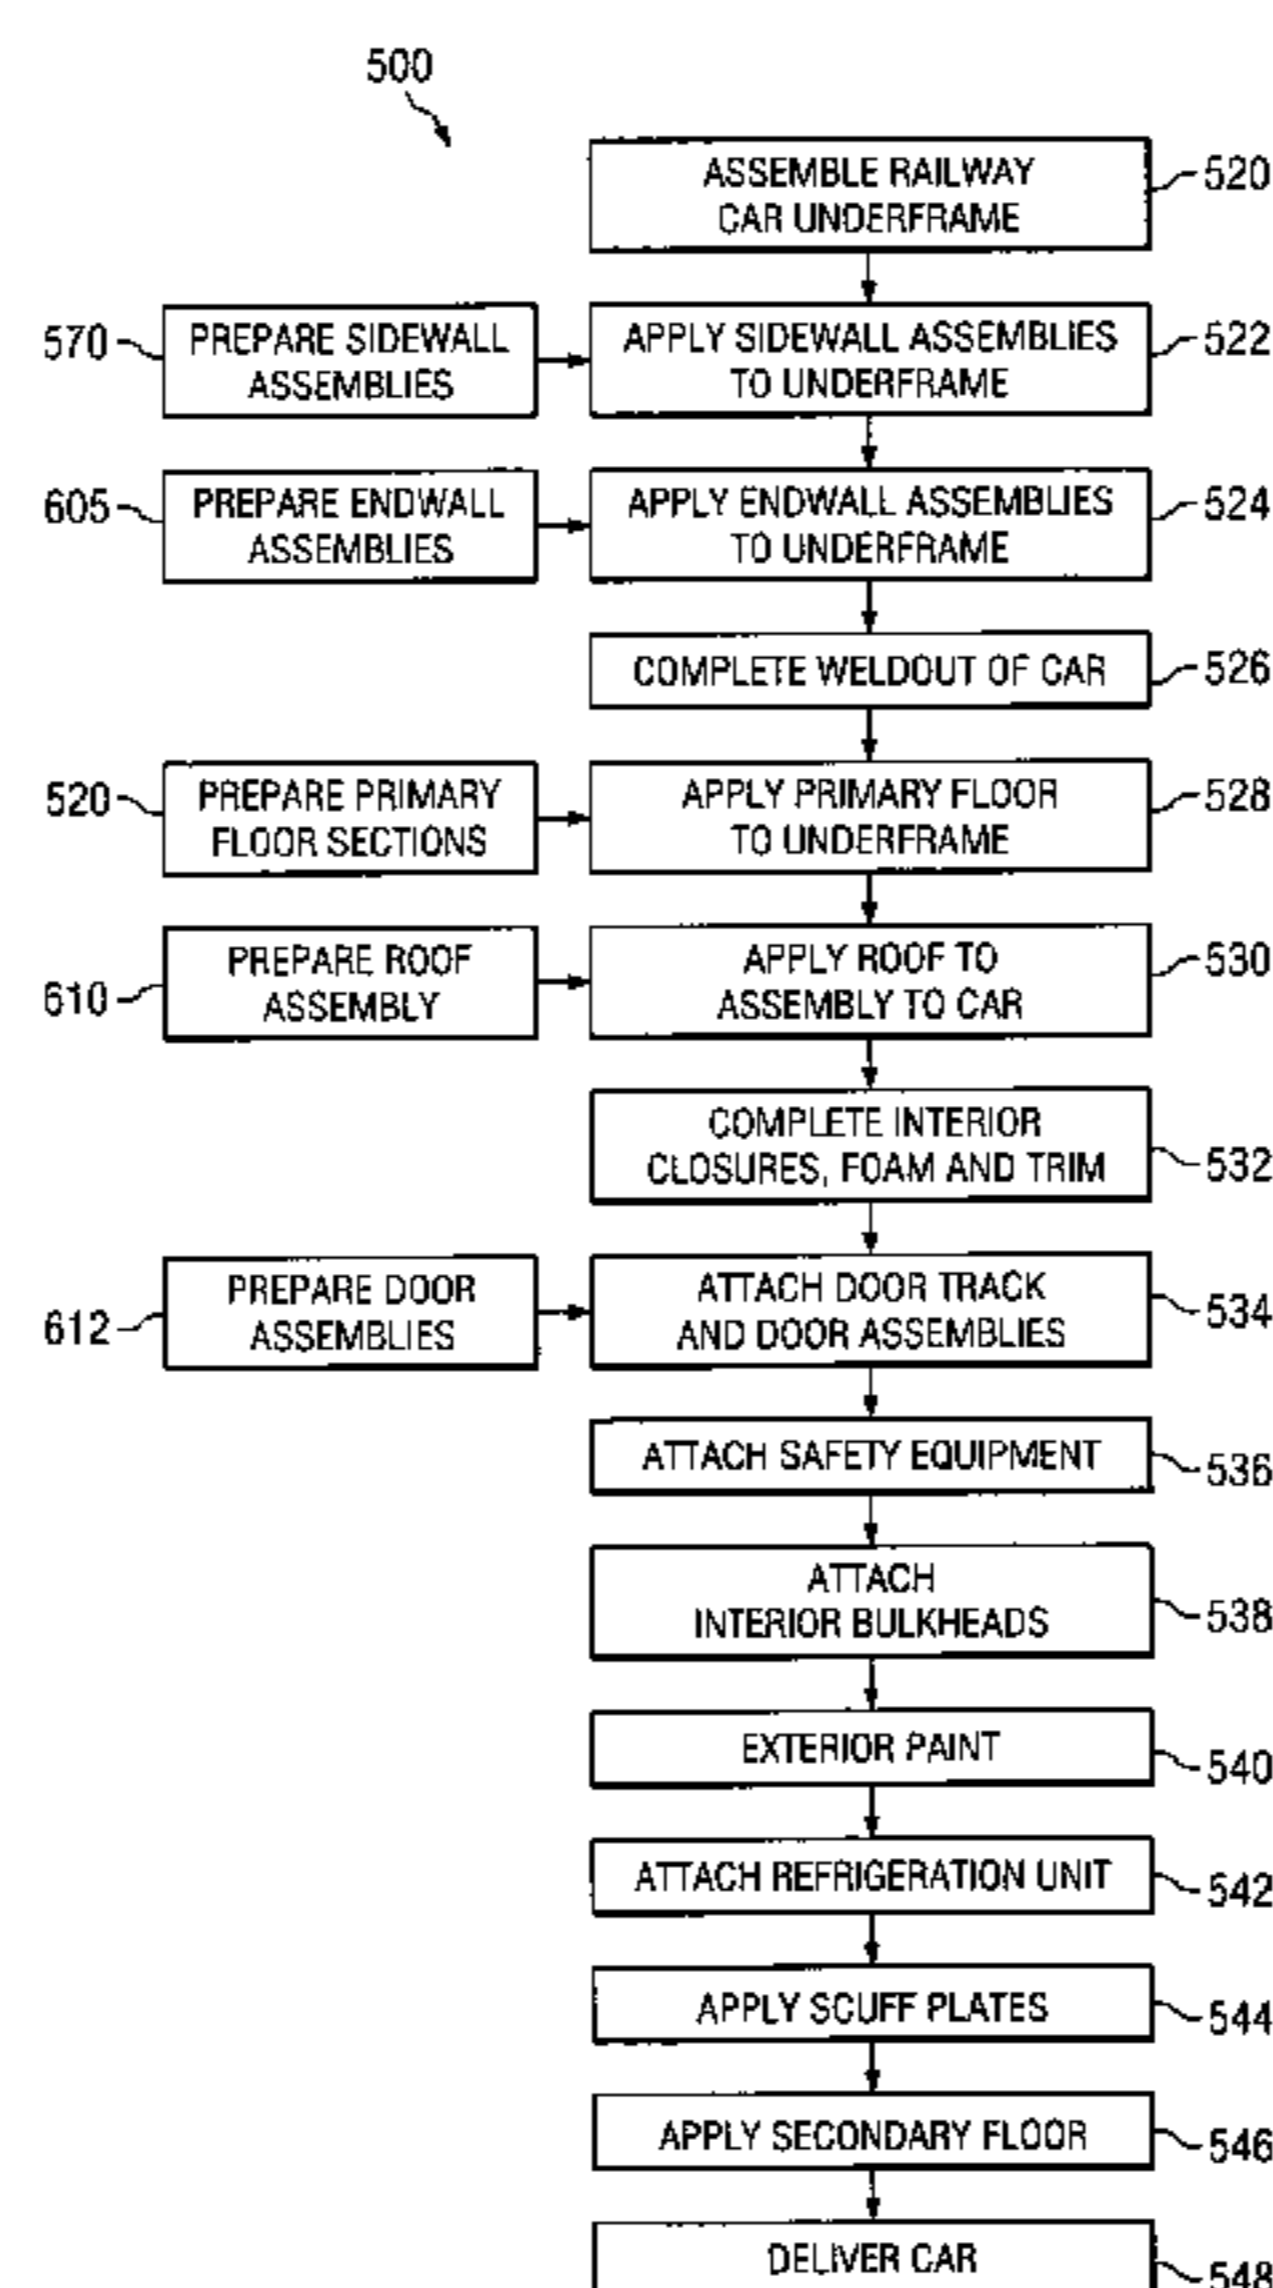 500
ASSEMBLE RAILWAY
CAR UNDERFRAME
520
570
PREPARE SIDEWALL
ASSEMBLIES
APPLY SIDEWALL ASSEMBLIES
TO UNDERFRAME
522
605
PREPARE ENDWALL
ASSEMBLIES
APPLY ENDWALL ASSEMBLIES
TO UNDERFRAME
524
COMPLETE WELDOUT OF CAR
526
520
PREPARE PRIMARY
FLOOR SECTIONS
APPLY PRIMARY FLOOR
TO UNDERFRAME
528
610
PREPARE ROOF
ASSEMBLY
APPLY ROOF TO
ASSEMBLY TO CAR
530
COMPLETE INTERIOR
CLOSURES, FOAM AND TRIM
532
612
PREPARE DOOR
ASSEMBLIES
ATTACH DOOR TRACK
AND DOOR ASSEMBLIES
534
ATTACH SAFETY EQUIPMENT
536
ATTACH
INTERIOR BULKHEADS
538
EXTERIOR PAINT
540
ATTACH REFRIGERATION UNIT
542
APPLY SCUFF PLATES
544
APPLY SECONDARY FLOOR
546
DELIVER CAR
548